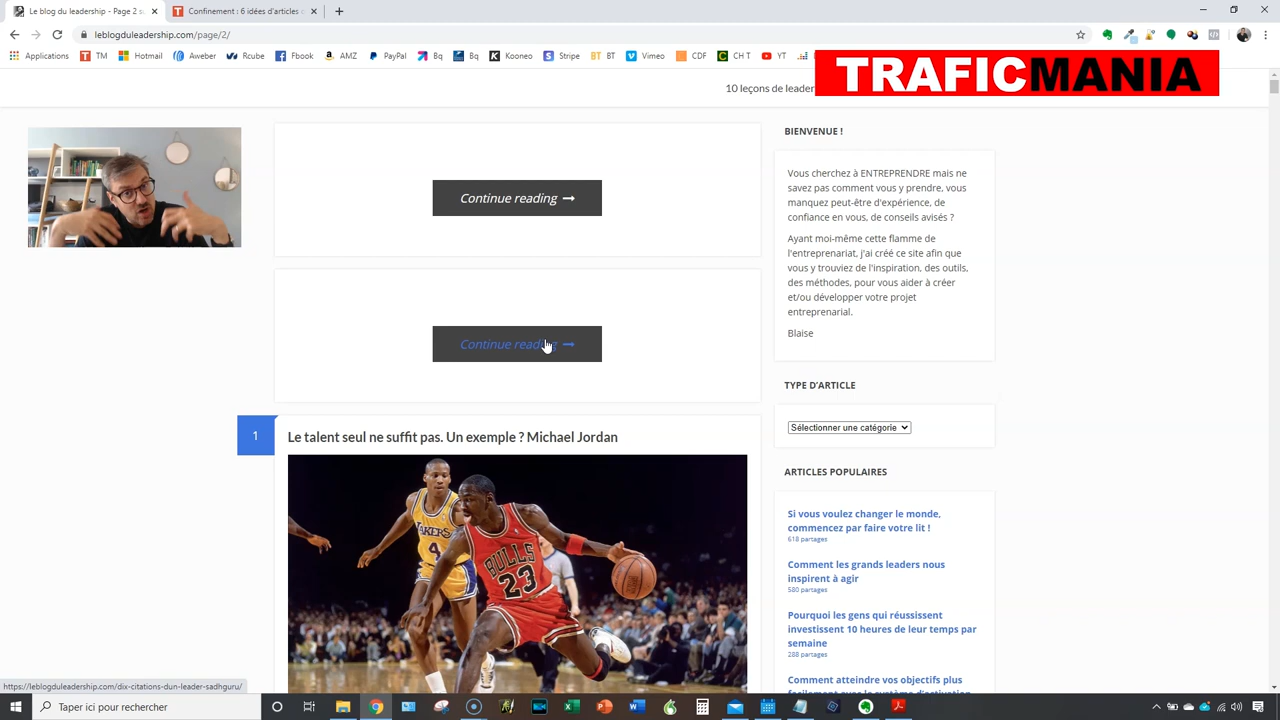 Le blog du leadership - Page 2 su
Confinement - les 2
leblogduleadership.com/page/2/
Applications TM Hotmail Aweber 6 Rcube Fbook AMZ PayPal Bq Bq Kooneo Stripe BT BT Vimeo CDF CH T YT
TRAFICMANIA
10 leçons de leader
Continue reading
Continue reading
1
Le talent seul ne suffit pas. Un exemple ? Michael Jordan
LAKERS
4
BULLS
23
BIENVENUE !
Vous cherchez à ENTREPRENDRE mais ne
savez pas comment vous y prendre, vous
manquez peut-être d'expérience, de
confiance en vous, de conseils avisés ?
Ayant moi-même cette flamme de
l'entreprenariat, j'ai créé ce site afin que
vous y trouviez de l'inspiration, des outils,
des méthodes, pour vous aider à créer
et/ou développer votre projet
entreprenarial.
Blaise
TYPE D'ARTICLE
Sélectionner une catégorie
ARTICLES POPULAIRES
Si vous voulez changer le monde,
commencez par faire votre lit !
618 partages
Comment les grands leaders nous
inspirent à agir
580 partages
Pourquoi les gens qui réussissent
investissent 10 heures de leur temps par
semaine
288 partages
Comment atteindre vos objectifs plus
https://leblogduleadership.com/dix-citations-dun-leader-sadhguru/
Taper ici pour rechercher